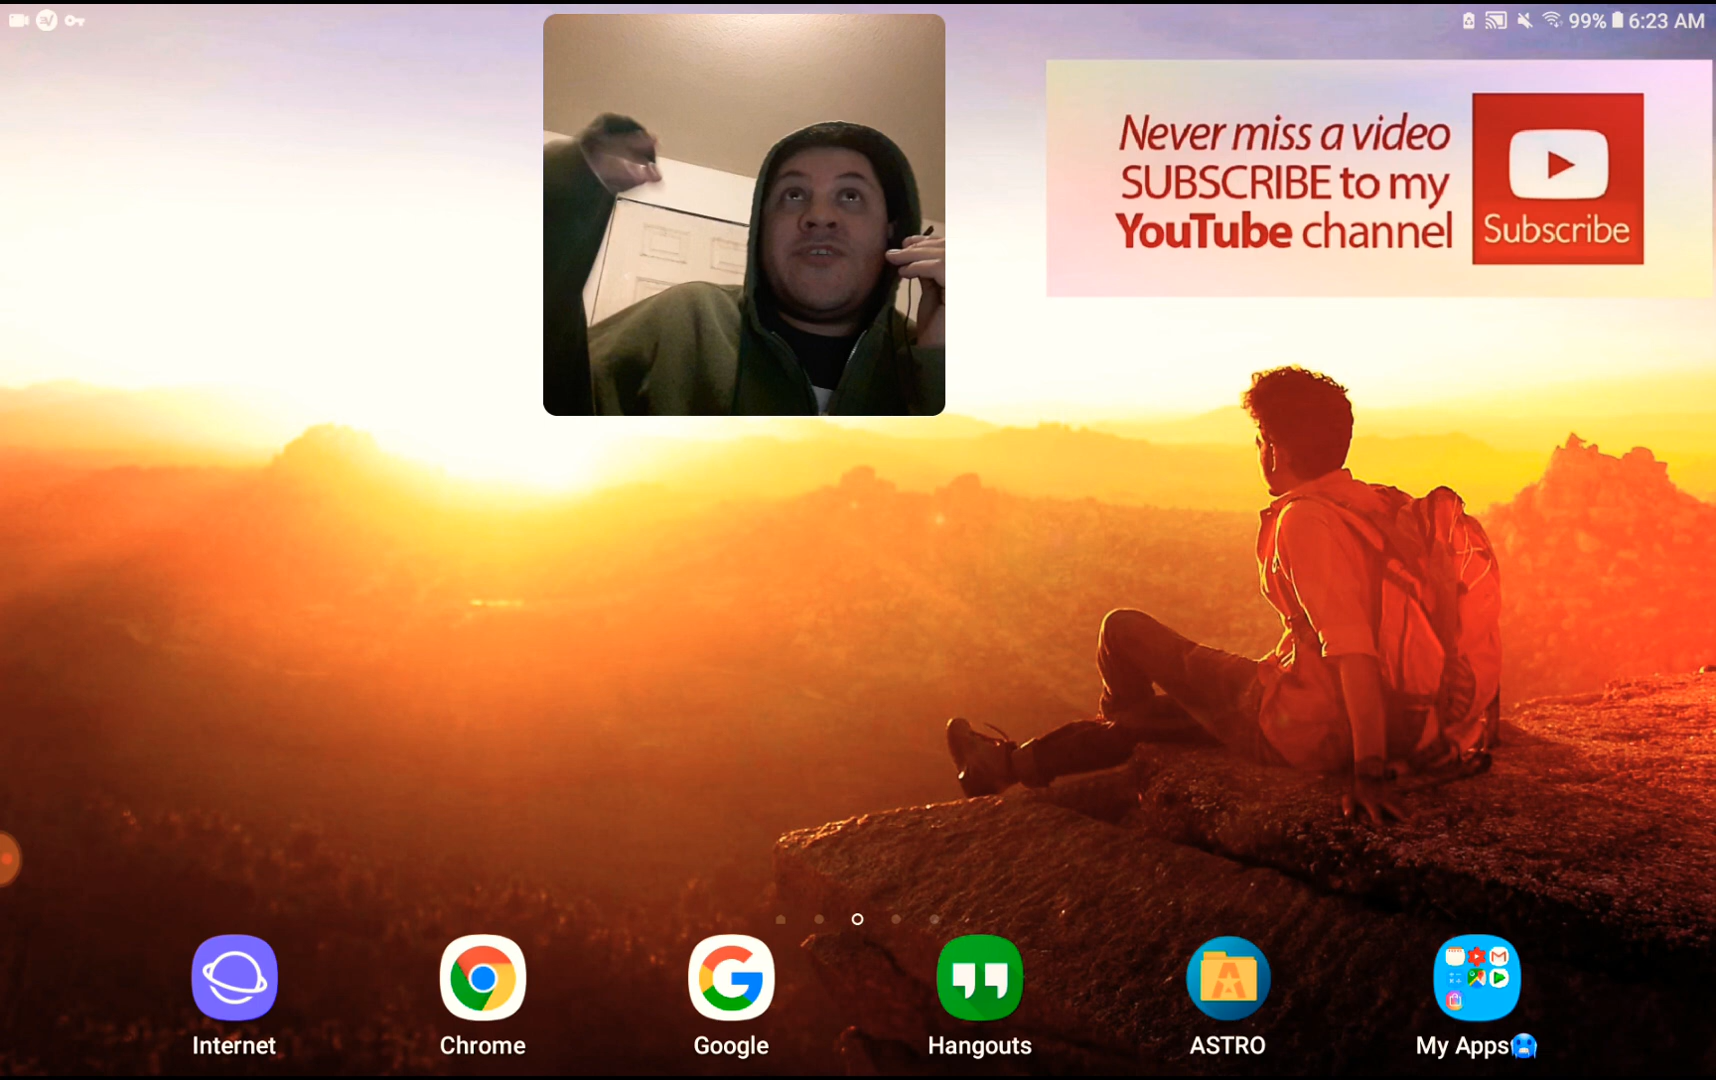 99% 6:23 AM
Never miss a video
SUBSCRIBE to my
YouTube channel
Subscribe
Internet
Chrome
Google
Hangouts
ASTRO
My Apps